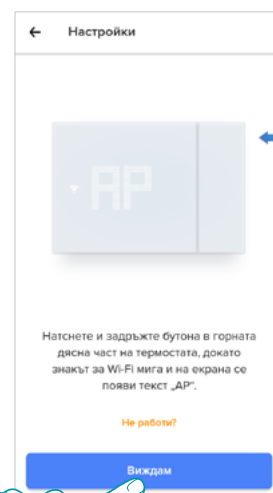 Настройки
AP
Натснете и задръжте бутона в горната
дясна част на термостата, докато
знакът за Wi-Fi мига и на екрана се
появи текст „AP".
Не работи?
Виждам